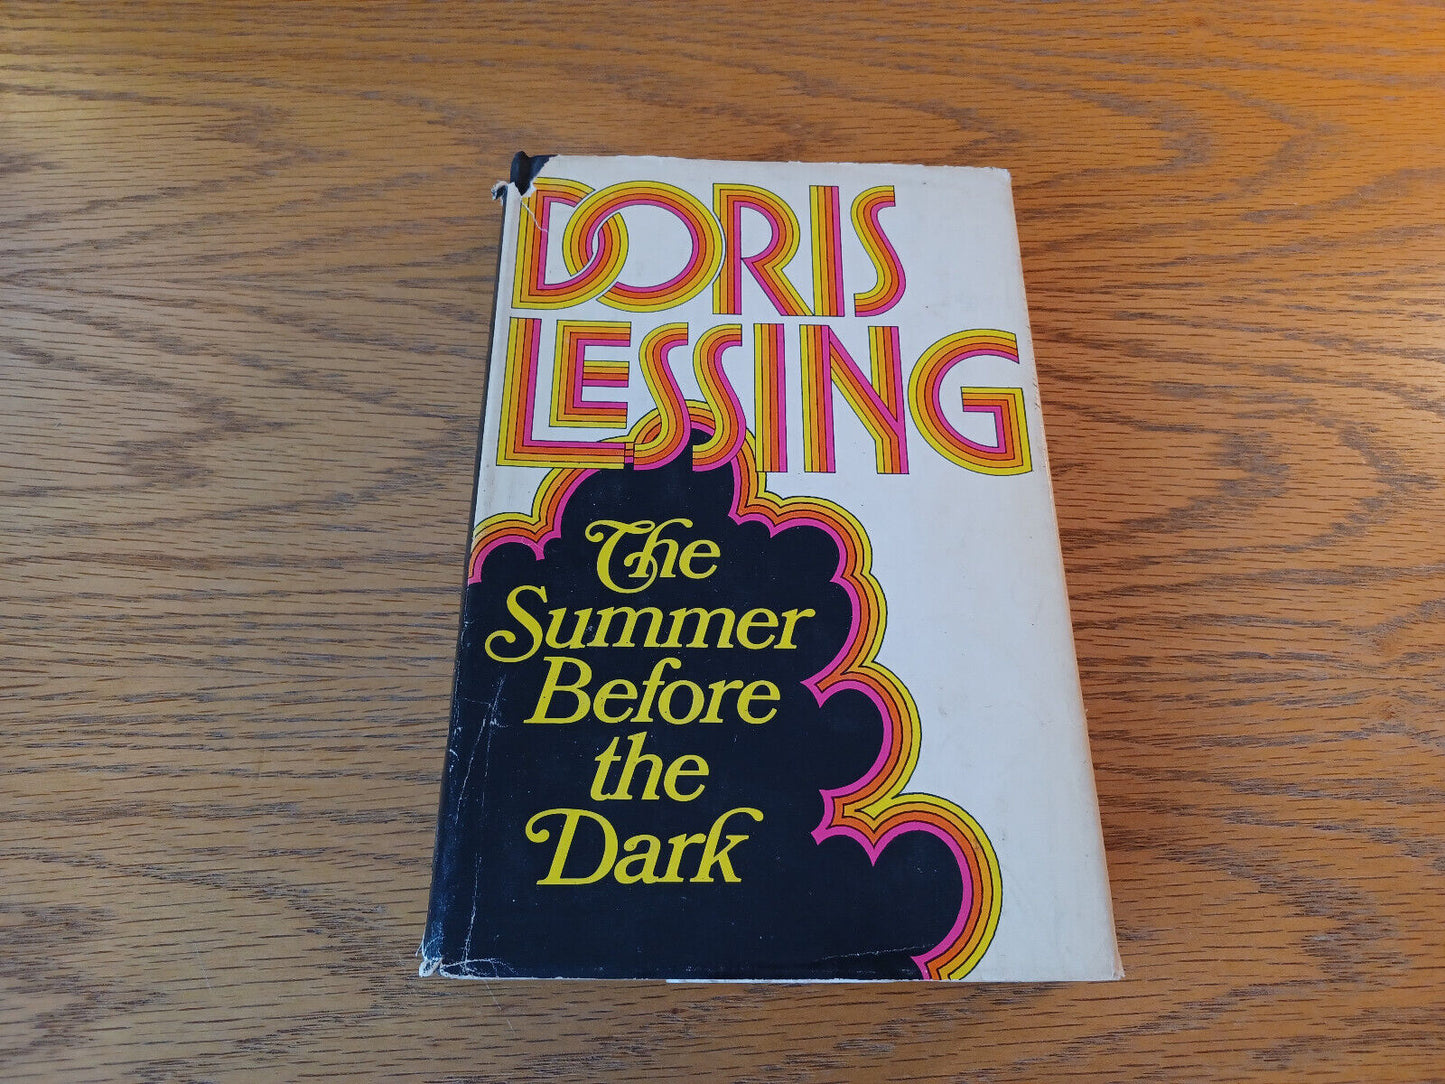 DORIS
LESSING
The
Summer
Before
the
Dark